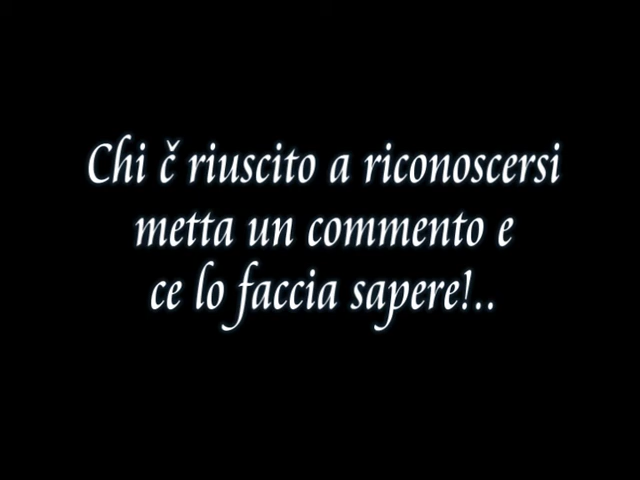 Chi č riuscito a riconoscersi
metta un commento e
ce lo faccia sapere!..